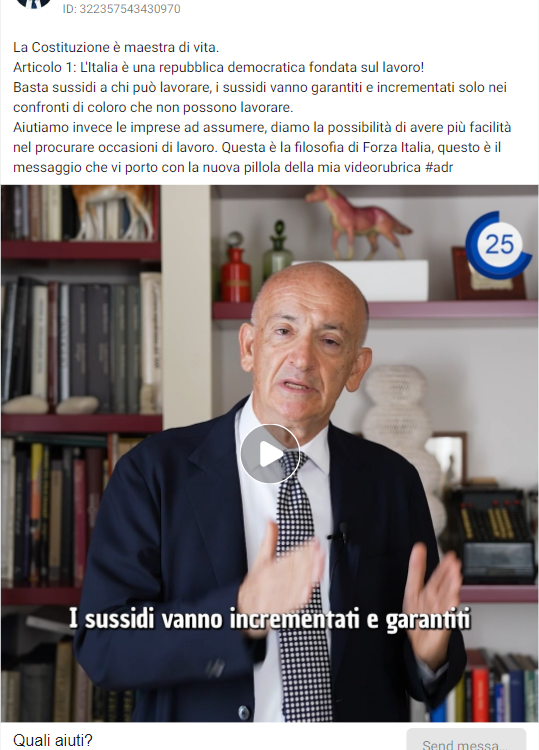 ID: 322357543430970
La Costituzione è maestra di vita.
Articolo 1: L'Italia è una repubblica democratica fondata sul lavoro!
Basta sussidi a chi può lavorare, i sussidi vanno garantiti e incrementati solo nei
confronti di coloro che non possono lavorare.
Aiutiamo invece le imprese ad assumere, diamo la possibilità di avere più facilità
nel procurare occasioni di lavoro. Questa è la filosofia di Forza Italia, questo è il
messaggio che vi porto con la nuova pillola della mia videorubrica #adr
25
I sussidi vanno incrementati e garantiti
Quali aiuti?
Send messa...